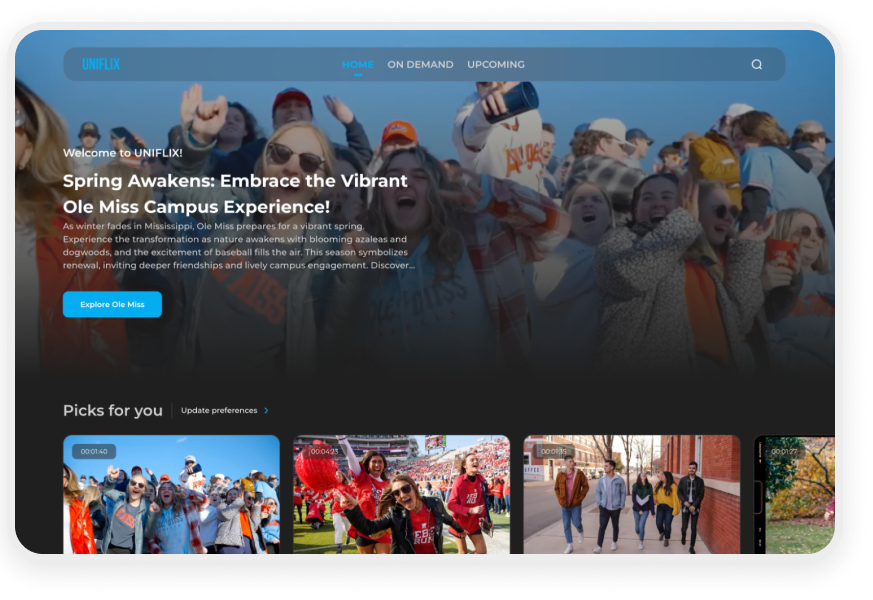 UNIFLIX
HOME ON DEMAND UPCOMING
Welcome to UNIFLIX!
Spring Awakens: Embrace the Vibrant
Ole Miss Campus Experience!
As winter fades in Mississippi, Ole Miss prepares for a vibrant spring.
Experience the transformation as nature awakens with blooming azaleas and
dogwoods, and the excitement of baseball fills the air. This season symbolizes
renewal, inviting deeper friendships and lively campus engagement. Discover...
Explore Ole Miss
Picks for you
Update preferences
00:01:40
00:04:23
00:01:39
00:01:27